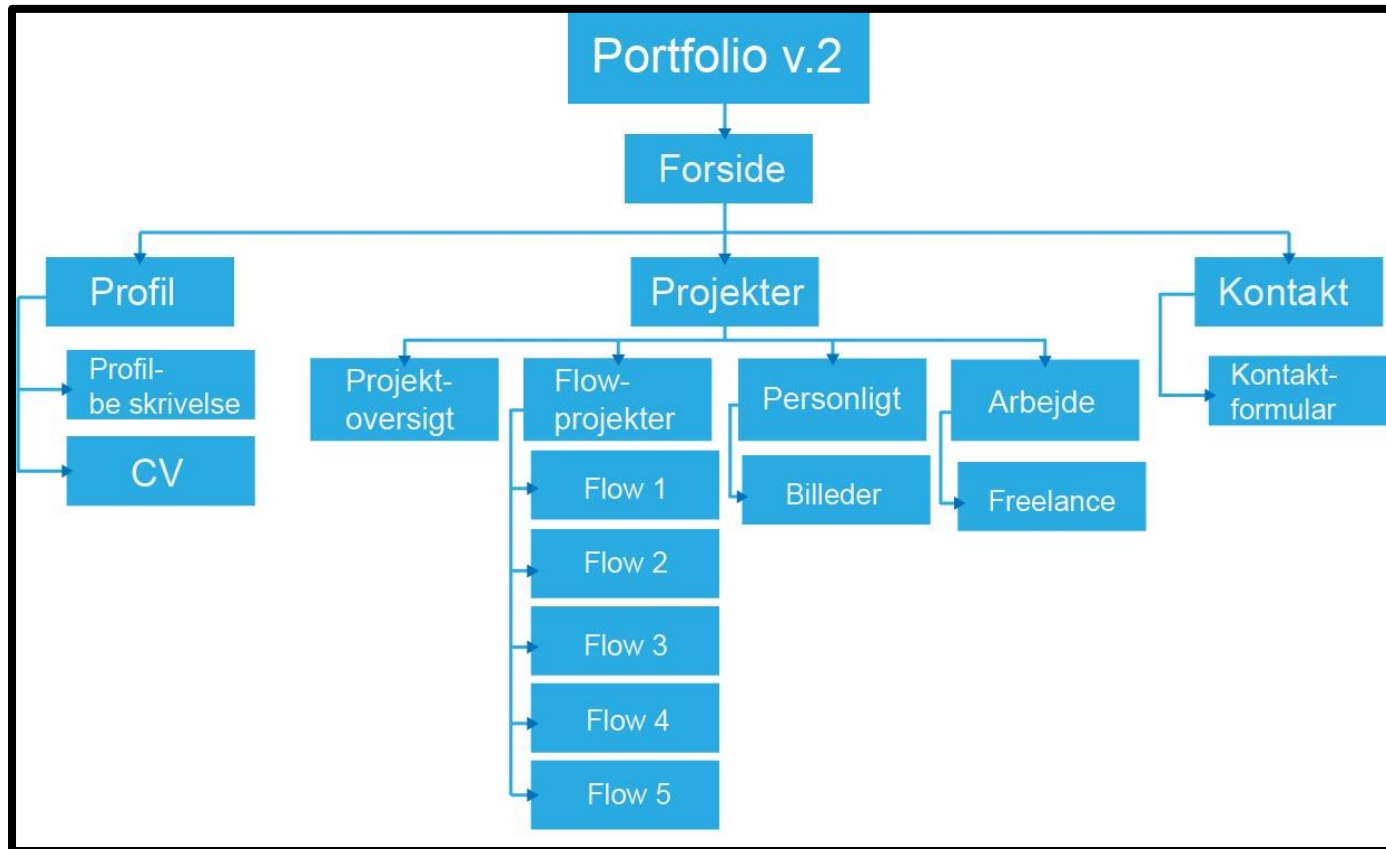 Portfolio v.2
Forside
Profil
Profil-
be skrivelse
CV
Projekter
Projekt-
oversigt
Flow-
projekter
Flow 1
Flow 2
Flow 3
Flow 4
Flow 5
Personligt
Billeder
Arbejde
Freelance
Kontakt
Kontakt-
formular